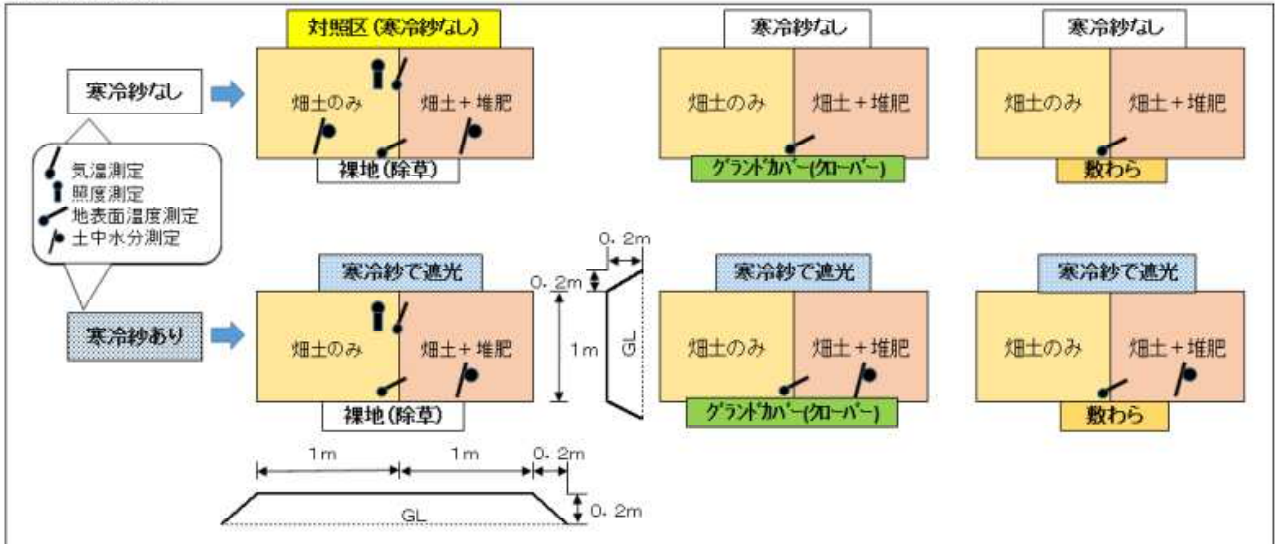 対照区(寒冷紗なし)
寒冷紗なし
寒冷紗なし
寒冷紗なし
畑土のみ
畑土+堆肥
畑土のみ
畑土+堆肥
畑土のみ
畑土+堆肥
裸地(除草)
グランドカバー(クローバー)
敷わら
気温測定
照度測定
地表面温度測定
土中水分測定
0.2m
0.2m
寒冷紗で遮光
寒冷紗で遮光
寒冷紗で遮光
寒冷紗あり
畑土のみ
畑土+堆肥
1m
GL
畑土のみ
畑土+堆肥
畑土のみ
畑土+堆肥
裸地(除草)
グランドカバー(クローバー)
敷わら
1m
1m
0.2m
GL
0.2m